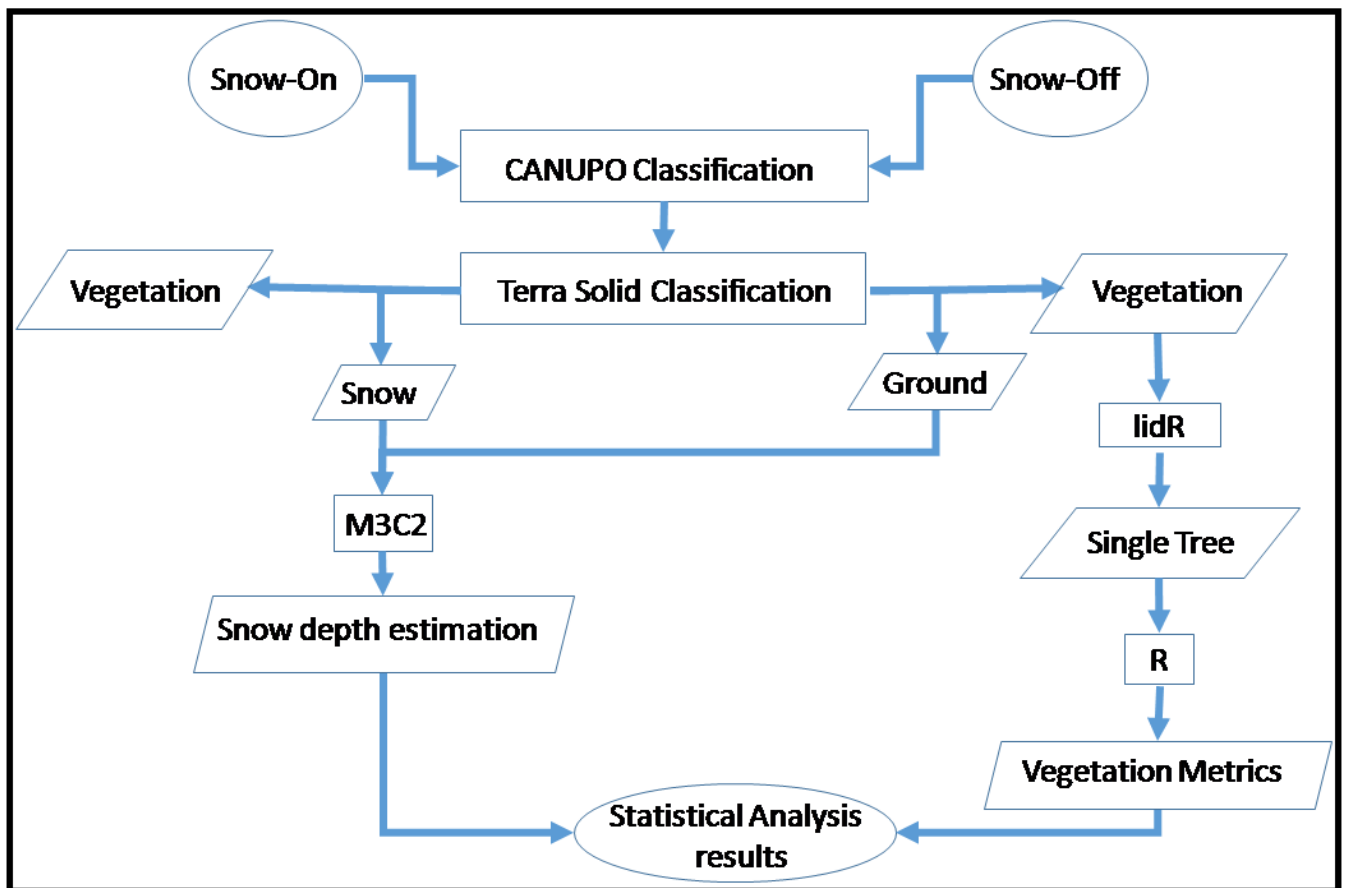 Snow-On
Snow-Off
CANUPO Classification
Vegetation
Terra Solid Classification
Vegetation
Snow
Ground
lidR
M3C2
Single Tree
Snow depth estimation
R
Vegetation Metrics
Statistical Analysis
results